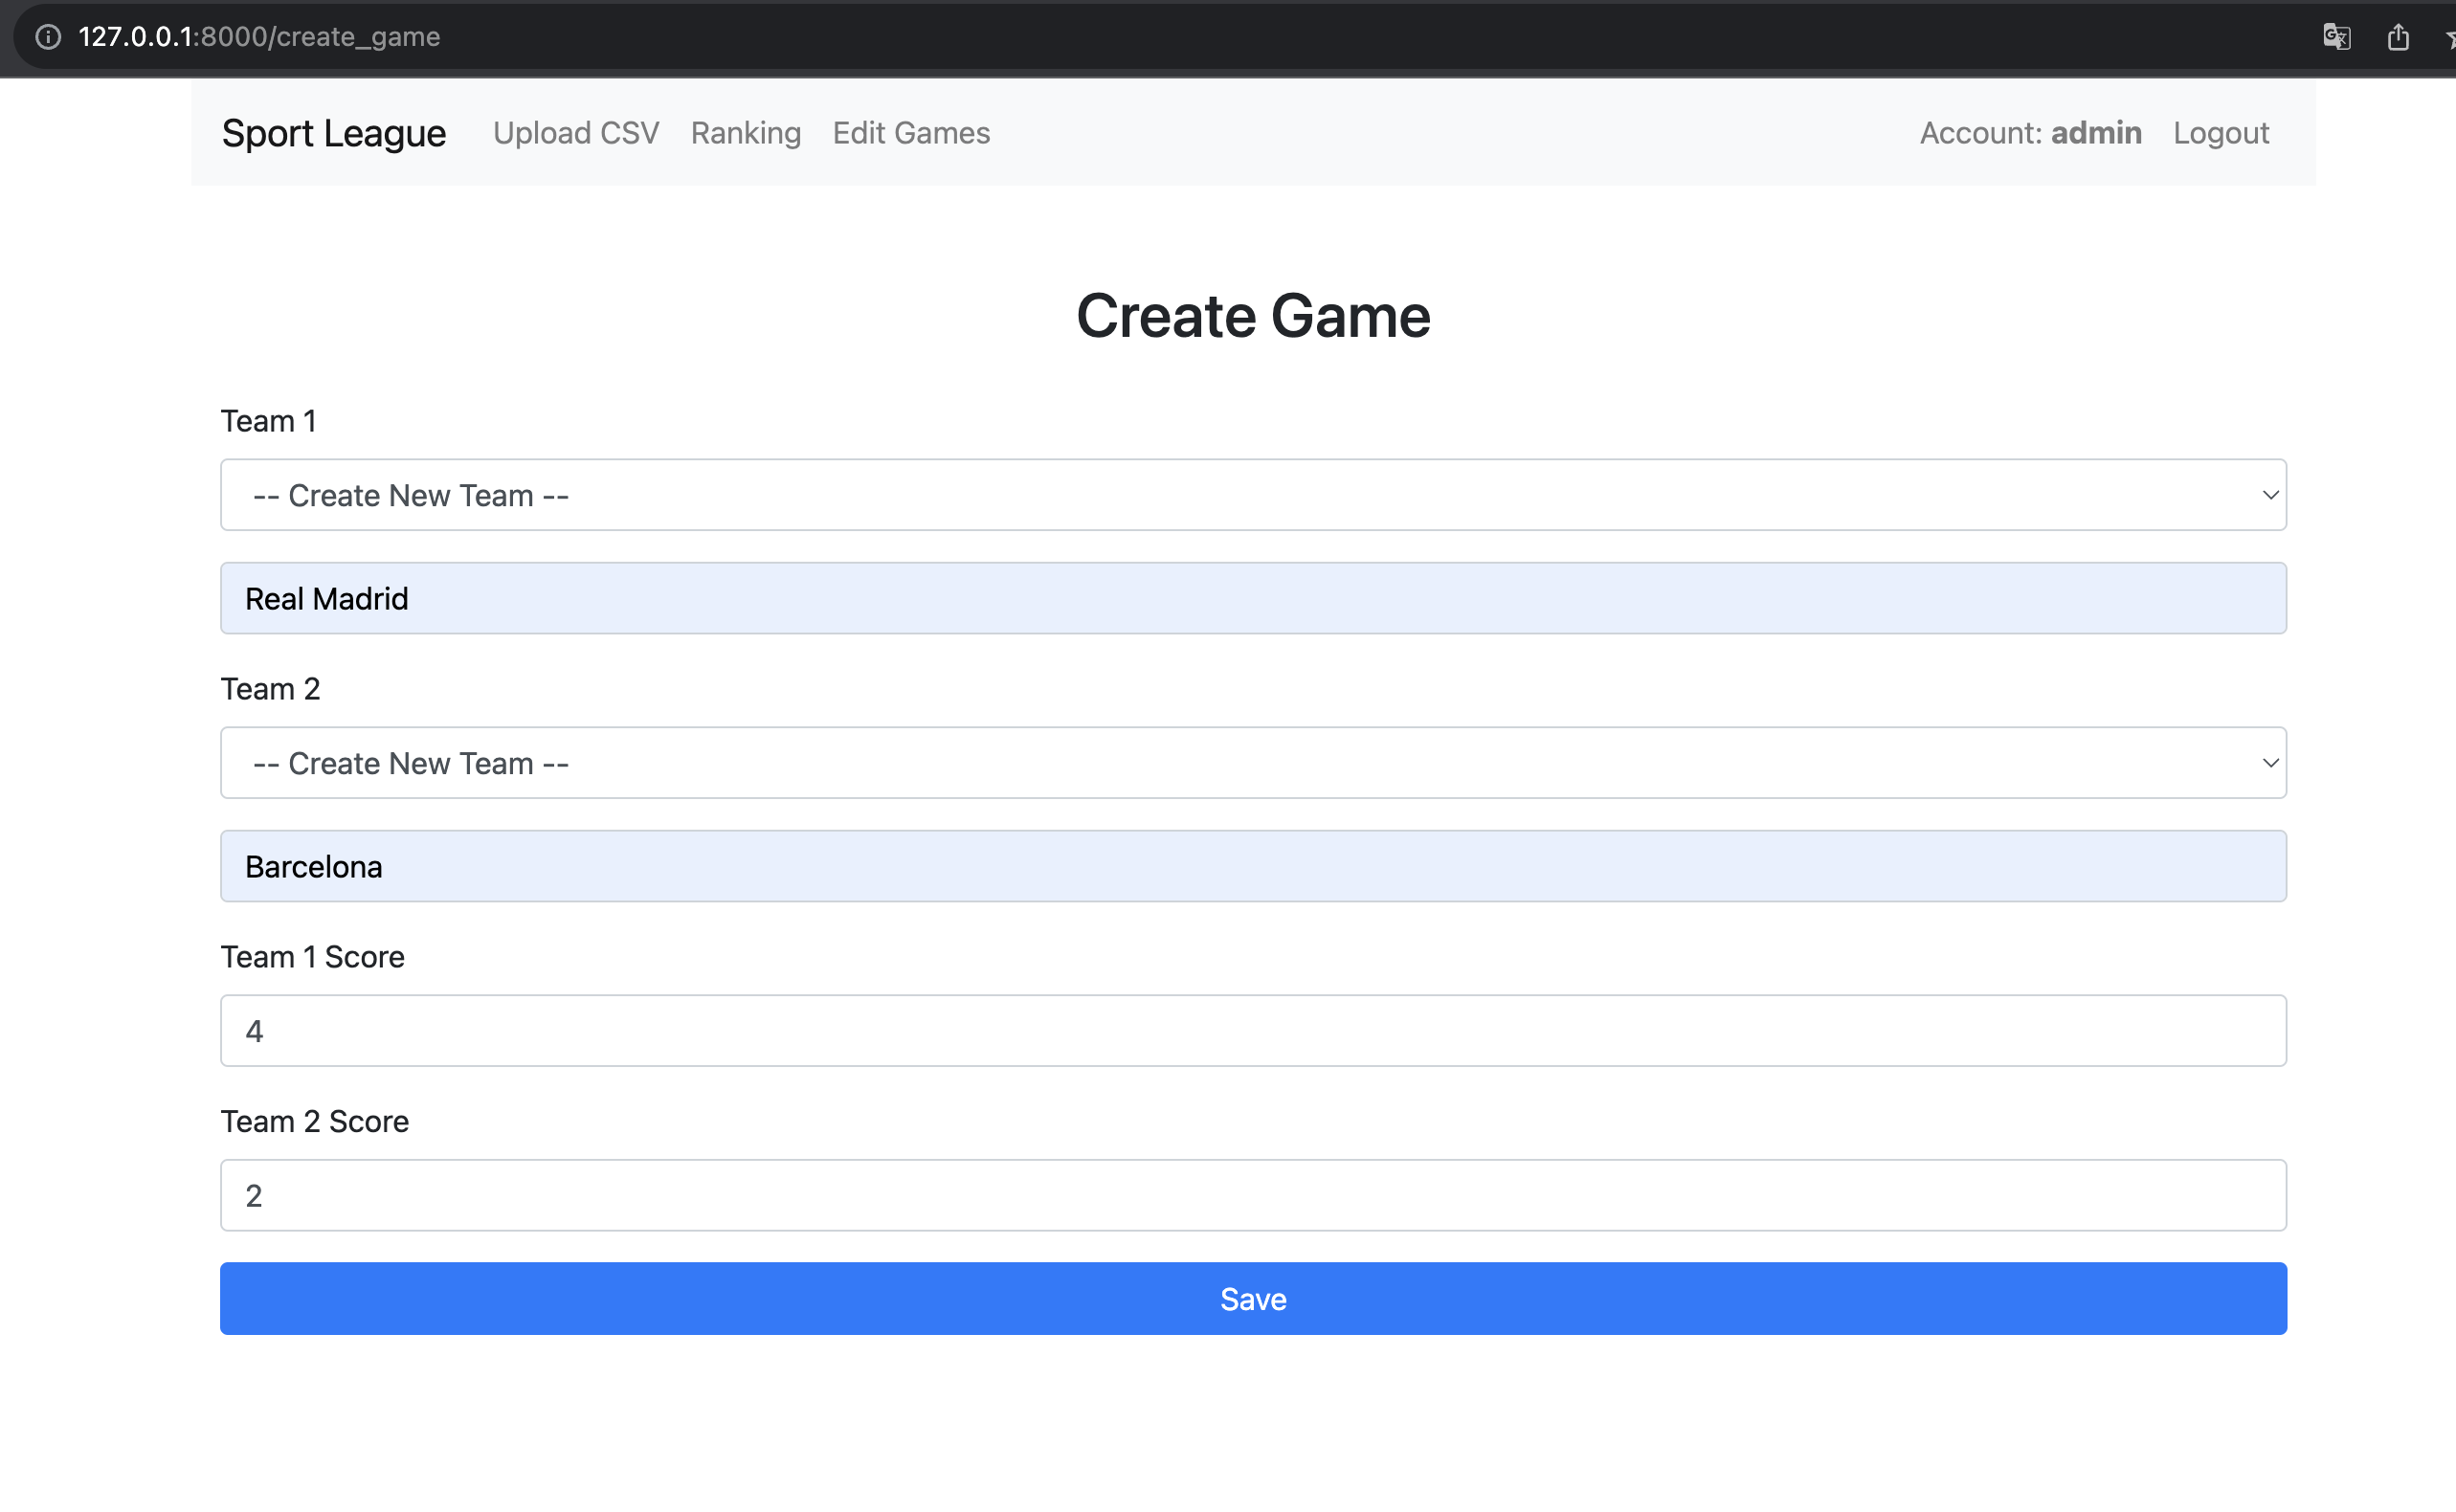 127.0.0.1:8000/create_game
Sport League Upload CSV Ranking Edit Games Account: admin Logout
Create Game
Team 1
-- Create New Team --
Real Madrid
Team 2
-- Create New Team --
Barcelona
Team 1 Score
4
Team 2 Score
2
Save